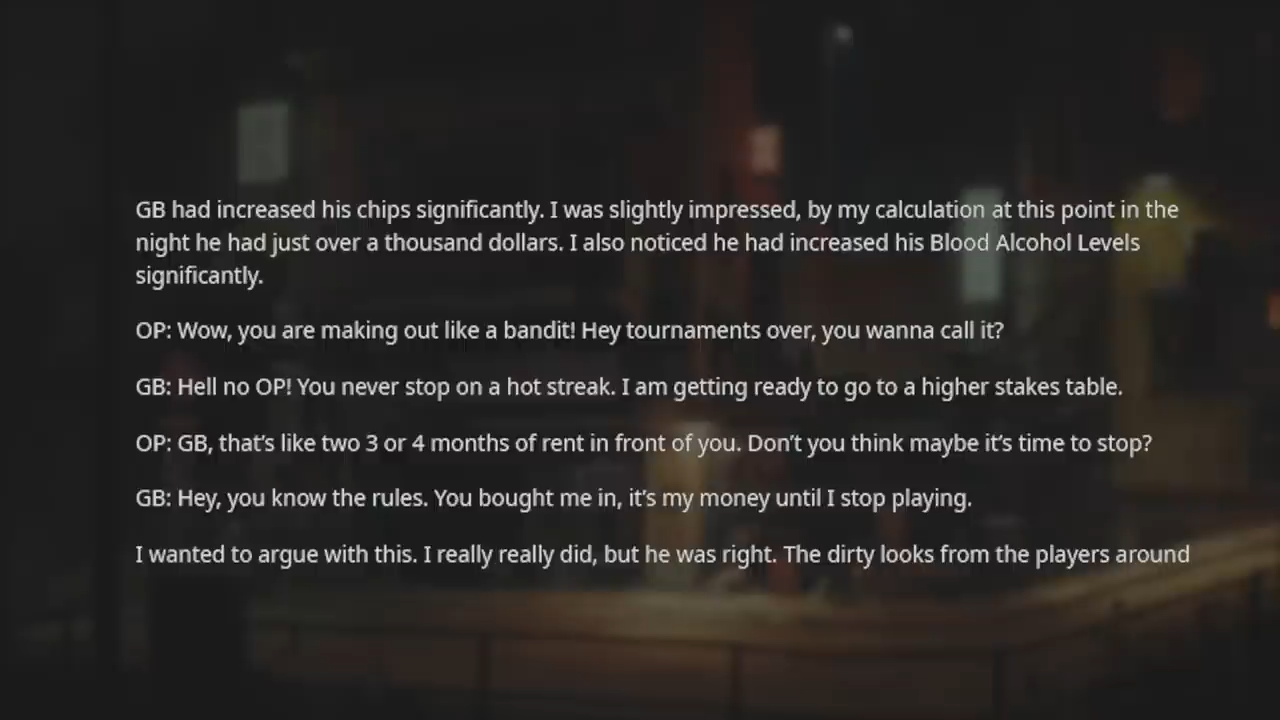 GB had increased his chips significantly. I was slightly impressed, by my calculation at this point in the
night he had just over a thousand dollars. I also noticed he had increased his Blood Alcohol Levels
significantly.
OP: Wow, you are making out like a bandit! Hey tournaments over, you wanna call it?
GB: Hell no OP! You never stop on a hot streak. I am getting ready to go to a higher stakes table.
OP: GB, that’s like two 3 or 4 months of rent in front of you. Don’t you think maybe it’s time to stop?
GB: Hey, you know the rules. You bought me in, it’s my money until I stop playing.
I wanted to argue with this. I really really did, but he was right. The dirty looks from the players around